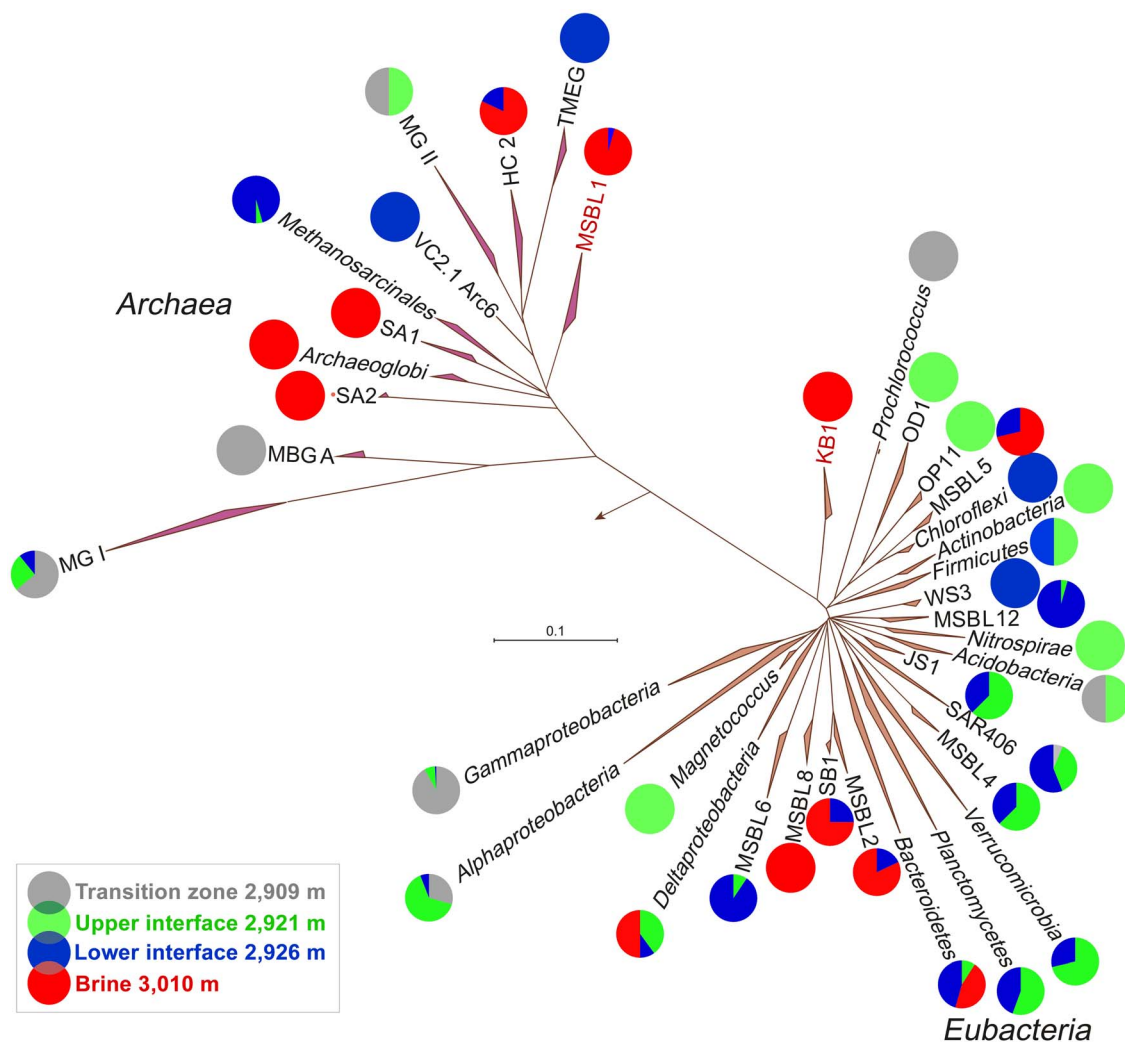 TMEG
MG II
HC 2
MSBL1
Methanosarcinales
VC2.1 Arc6
Archaea
SA1
Archaeoglobi
SA2
MBG A
MG I
Prochlorococcus
OD1
KB1
OP11
MSBL5
Chloroflexi
Actinobacteria
Firmicutes
WS3
MSBL12
Nitrospirae
Acidobacteria
JS1
0.1
SAR406
MSBL4
Gammaproteobacteria
Alphaproteobacteria
Magnetococcus
Deltaproteobacteria
MSBL6
MSBL8
SB1
MSBL2
Bacteroidetes
Planctomycetes
Verrucomicrobia
Transition zone 2,909 m
Upper interface 2,921 m
Lower interface 2,926 m
Brine 3,010 m
Eubacteria